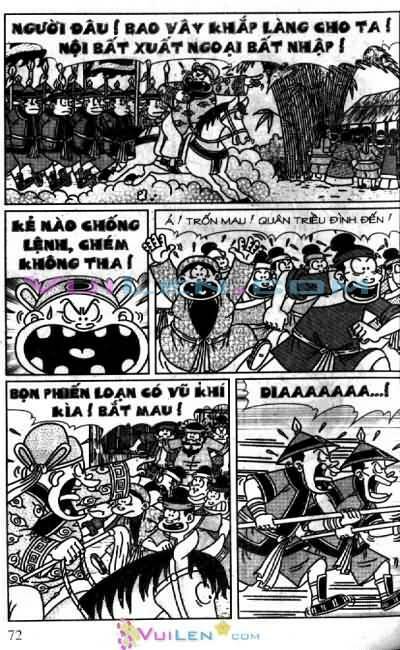 NGƯỜI ĐÂU! BAO VÂY KHẮP LÀNG CHO TA!
NỘI BẤT XUẤT NGOẠI BẤT NHẬP!
KẺ NÀO CHỐNG
LỆNH, CHÉM
KHÔNG THA!
Á! TRỐN MAU! QUÂN TRIỀU ĐÌNH ĐẾN!
VUILEN.COM
BỌN PHIẾN LOẠN CÓ VŨ KHÍ
KÌA! BẮT MAU!
DIAAAAAAA...!
72
VUILEN.COM